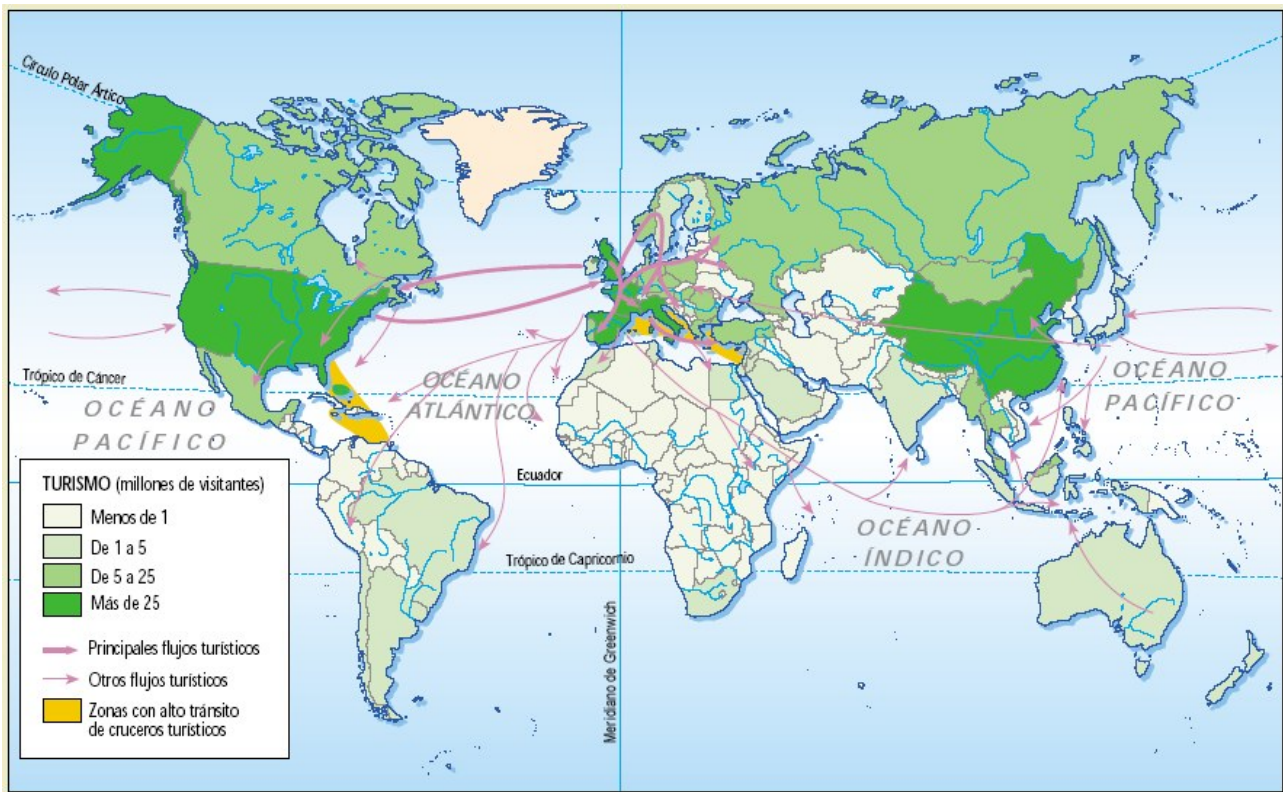 Círculo Polar Ártico
Trópico de Cáncer
OCÉANO
PACÍFICO
OCÉANO
ATLÁNTICO
OCÉANO
PACÍFICO
Ecuador
OCÉANO
ÍNDICO
Trópico de Capricornio
Meridiano de Greenwich
TURISMO (millones de visitantes)
Menos de 1
De 1 a 5
De 5 a 25
Más de 25
Principales flujos turísticos
Otros flujos turísticos
Zonas con alto tránsito
de cruceros turísticos